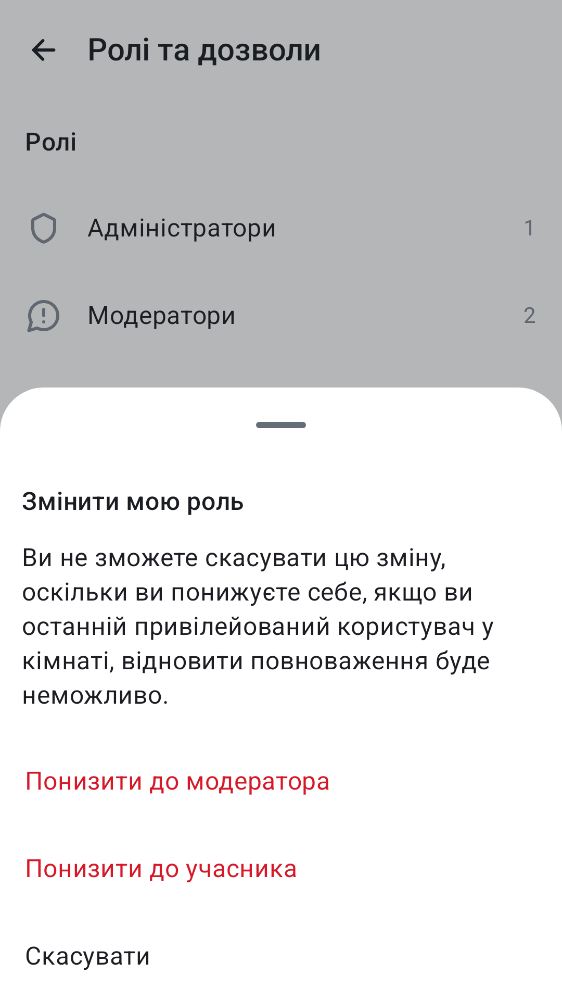 Ролі та дозволи
Ролі
Адміністратори 1
Модератори 2
Змінити мою роль
Ви не зможете скасувати цю зміну,
оскільки ви понижуєте себе, якщо ви
останній привілейований користувач у
кімнаті, відновити повноваження буде
неможливо.
Понизити до модератора
Понизити до учасника
Скасувати